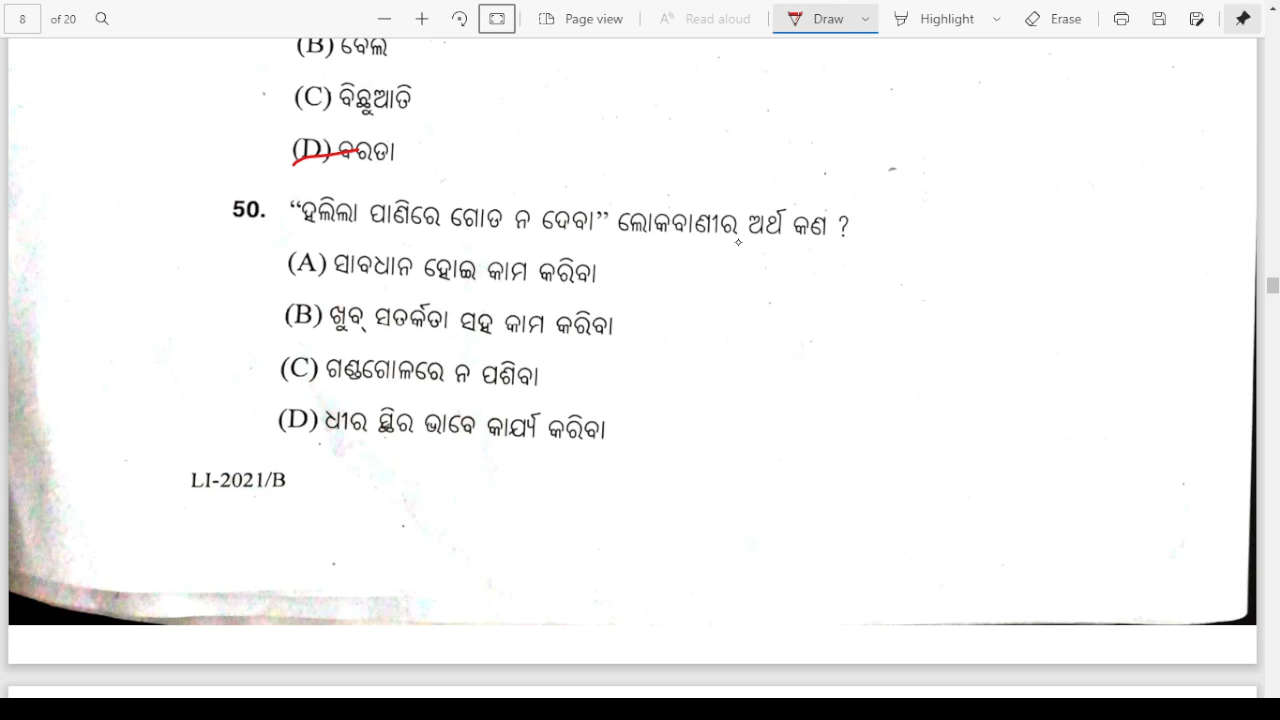 8 of 20 Page view Read aloud Draw Highlight Erase
(B) ବେଲ
(C) ବିଛୁଆତି
(D) ବରଡା
50. “ହଲିଲା ପାଣିରେ ଗୋଡ ନ ଦେବା” ଲୋକବାଣୀର ଅର୍ଥ କଣ ?
(A) ସାବଧାନ ହୋଇ କାମ କରିବା
(B) ଖୁବ୍ ସତର୍କତା ସହ କାମ କରିବା
(C) ଗଣ୍ଡଗୋଳରେ ନ ପଶିବା
(D) ଧୀର ସ୍ଥିର ଭାବେ କାର୍ଯ୍ୟ କରିବା
LI-2021/B